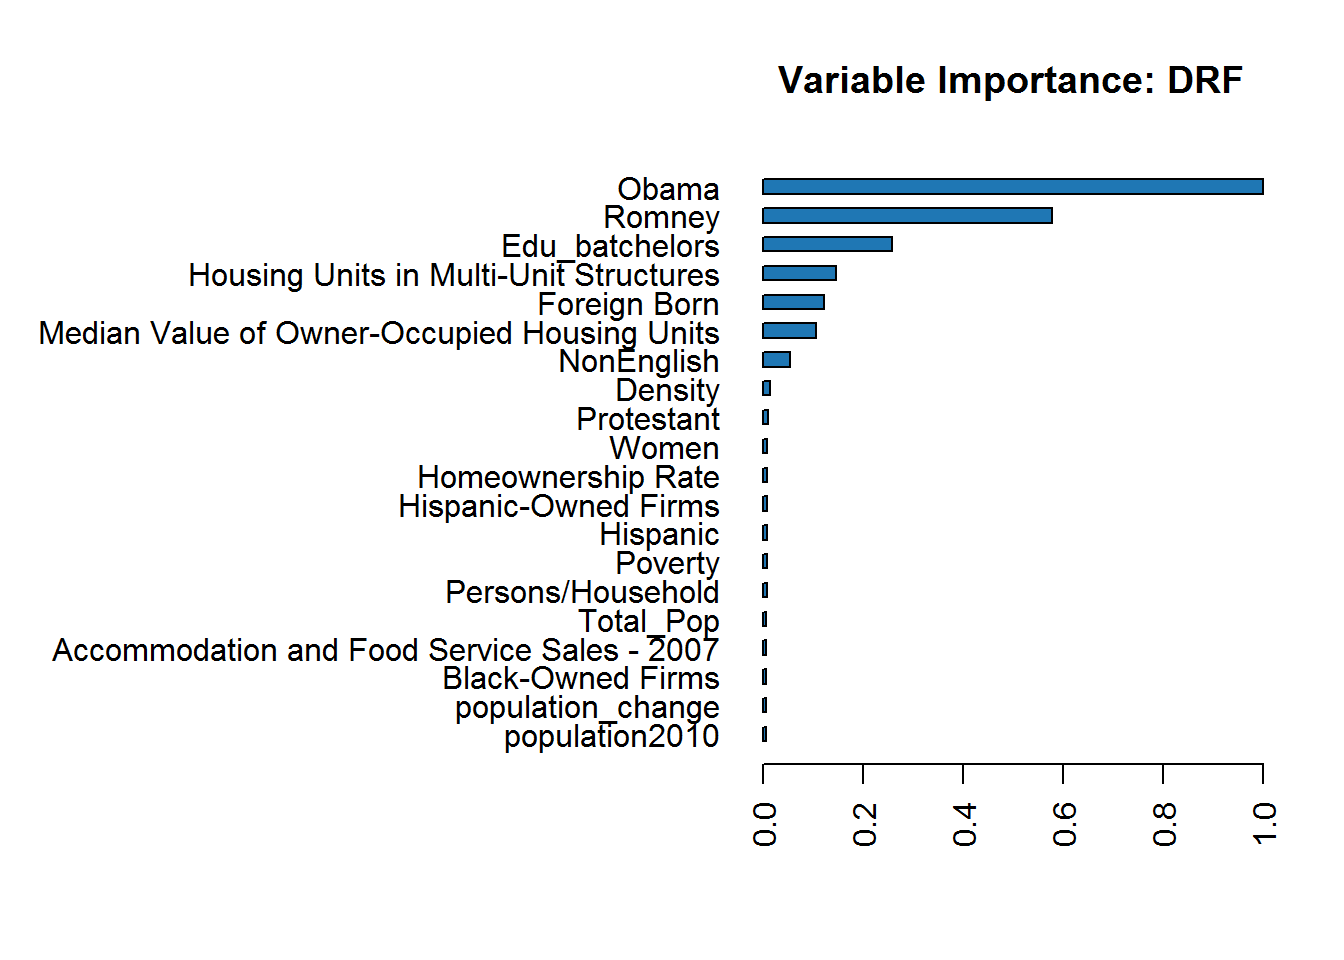 Variable Importance: DRF
Obama
Romney
Edu_batchelors
Housing Units in Multi-Unit Structures
Foreign Born
Median Value of Owner-Occupied Housing Units
NonEnglish
Density
Protestant
Women
Homeownership Rate
Hispanic-Owned Firms
Hispanic
Poverty
Persons/Household
Total_Pop
Accommodation and Food Service Sales - 2007
Black-Owned Firms
population_change
population2010
0.0
0.2
0.4
0.6
0.8
1.0